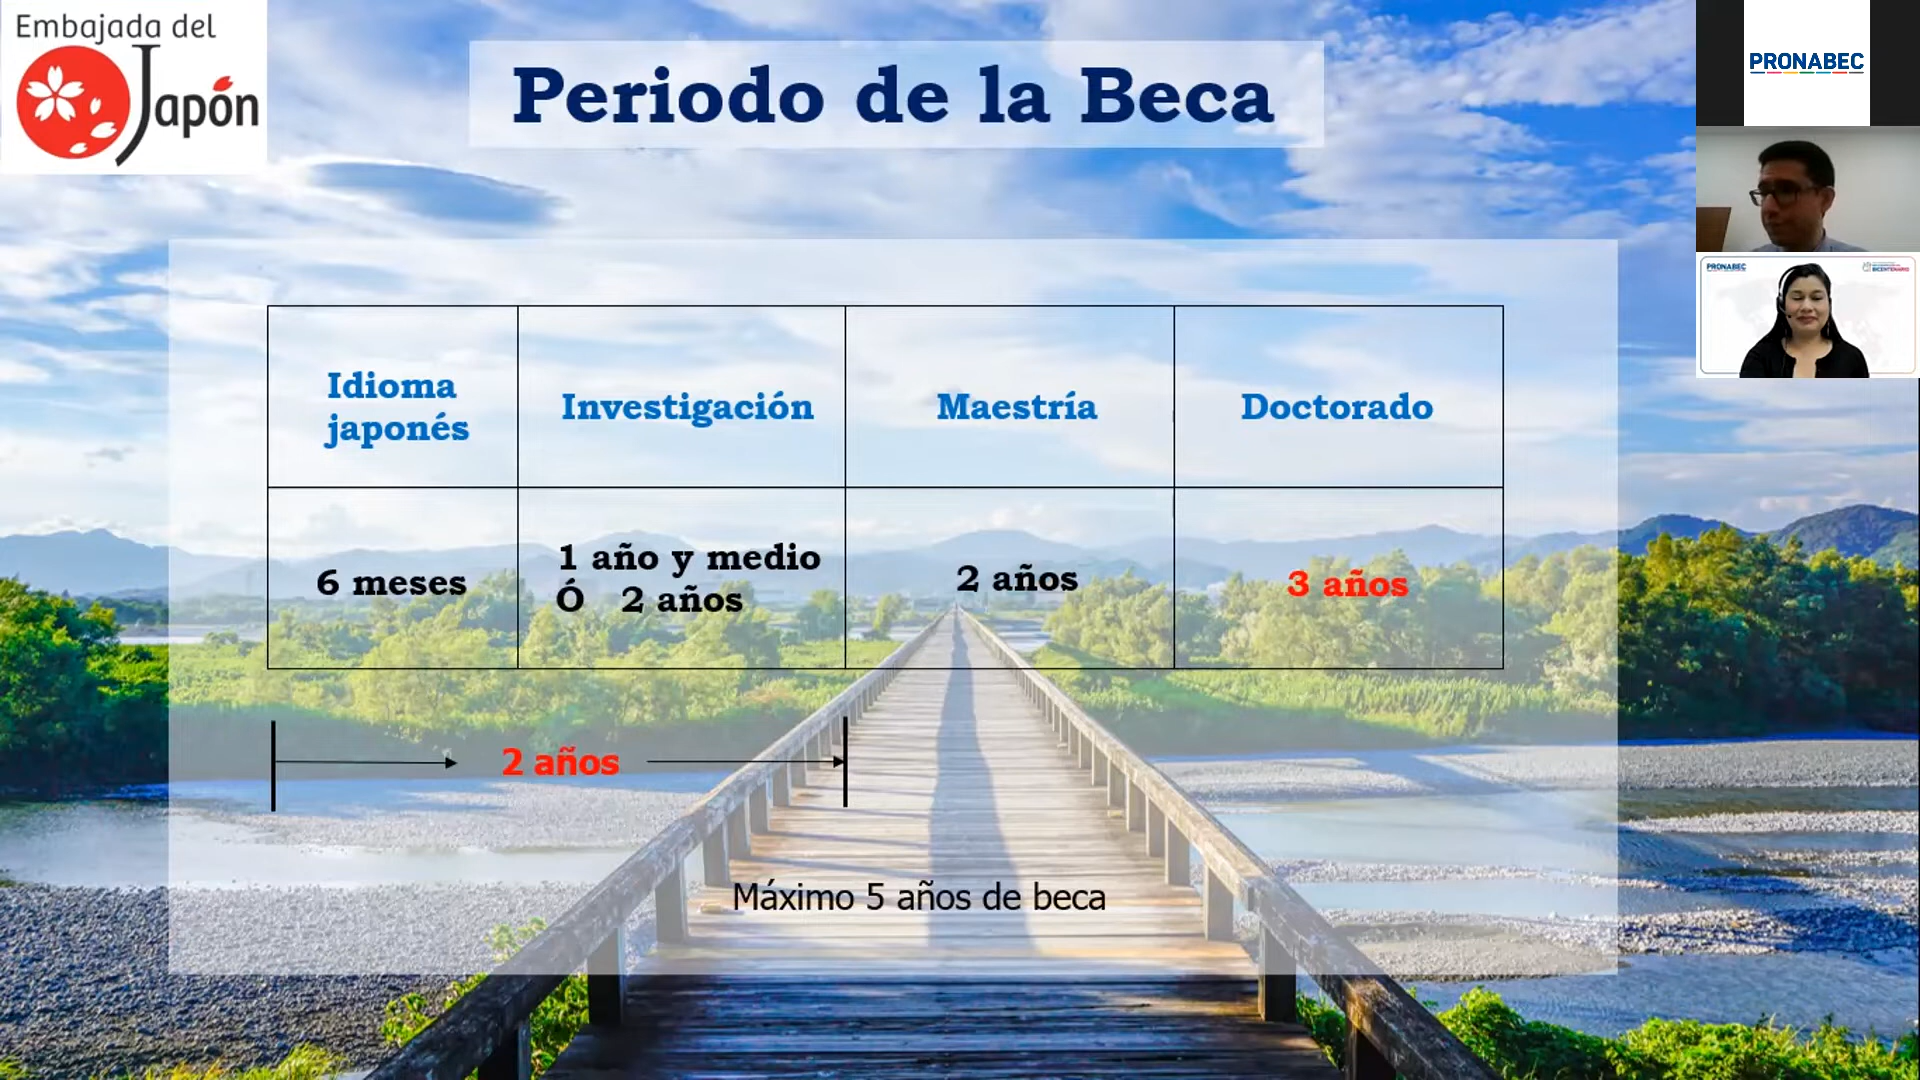 Embajada del
Japón
Periodo de la Beca
PRONABEC
PRONABEC
BICENTENARIO
Idioma
japonés
Investigación
Maestría
Doctorado
6 meses
1 año y medio
Ó 2 años
2 años
3 años
2 años
Máximo 5 años de beca